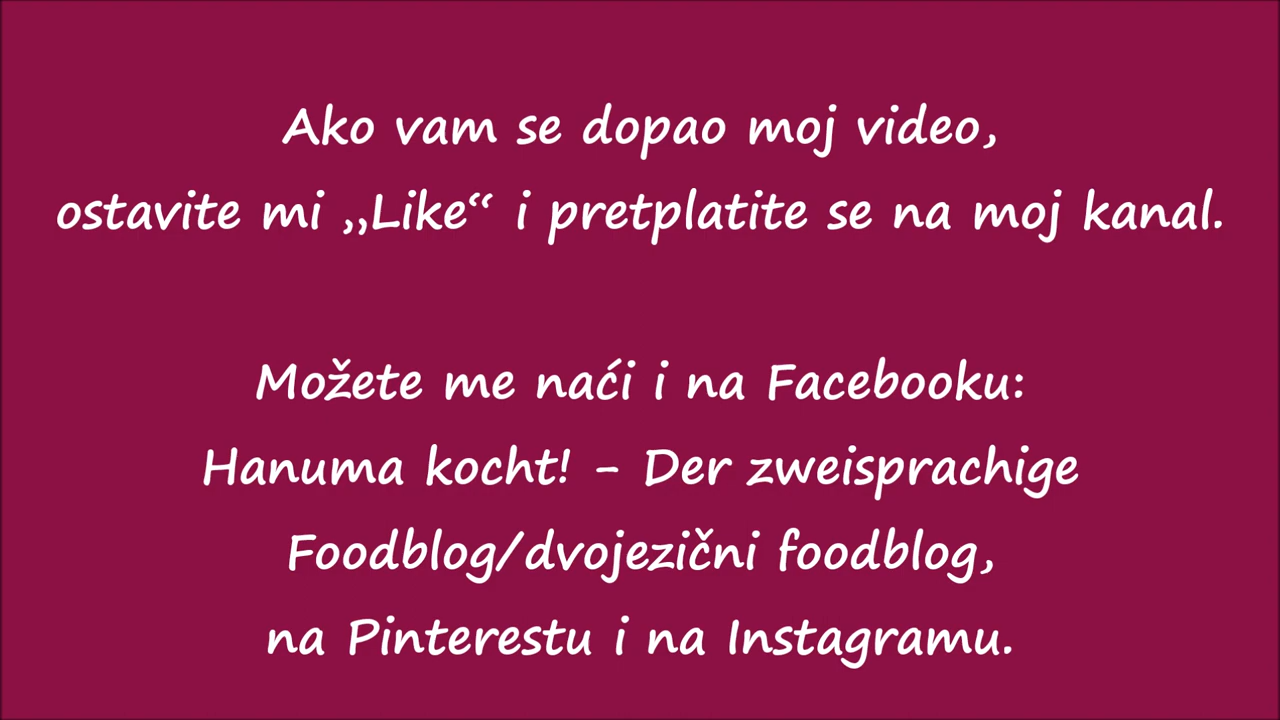 Ako vam se dopao moj video,
ostavite mi „Like“ i pretplatite se na moj kanal.
Možete me naći i na Facebooku:
Hanuma kocht! - Der zweisprachige
Foodblog/dvojezični foodblog,
na Pinterestu i na Instagramu.